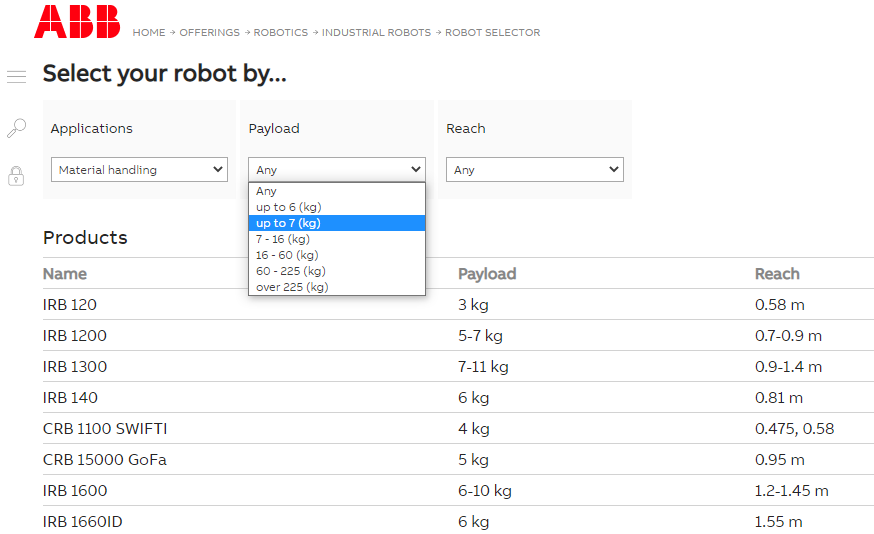 ABB
HOME → OFFERINGS → ROBOTICS → INDUSTRIAL ROBOTS → ROBOT SELECTOR
Select your robot by...
Applications Payload Reach
Material handling Any Any
Any
up to 6 (kg)
up to 7 (kg)
7 - 16 (kg)
16 - 60 (kg)
60 - 225 (kg)
over 225 (kg)
Products
Name Payload Reach
IRB 120 3 kg 0.58 m
IRB 1200 5-7 kg 0.7-0.9 m
IRB 1300 7-11 kg 0.9-1.4 m
IRB 140 6 kg 0.81 m
CRB 1100 SWIFTI 4 kg 0.475, 0.58
CRB 15000 GoFa 5 kg 0.95 m
IRB 1600 6-10 kg 1.2-1.45 m
IRB 1660ID 6 kg 1.55 m